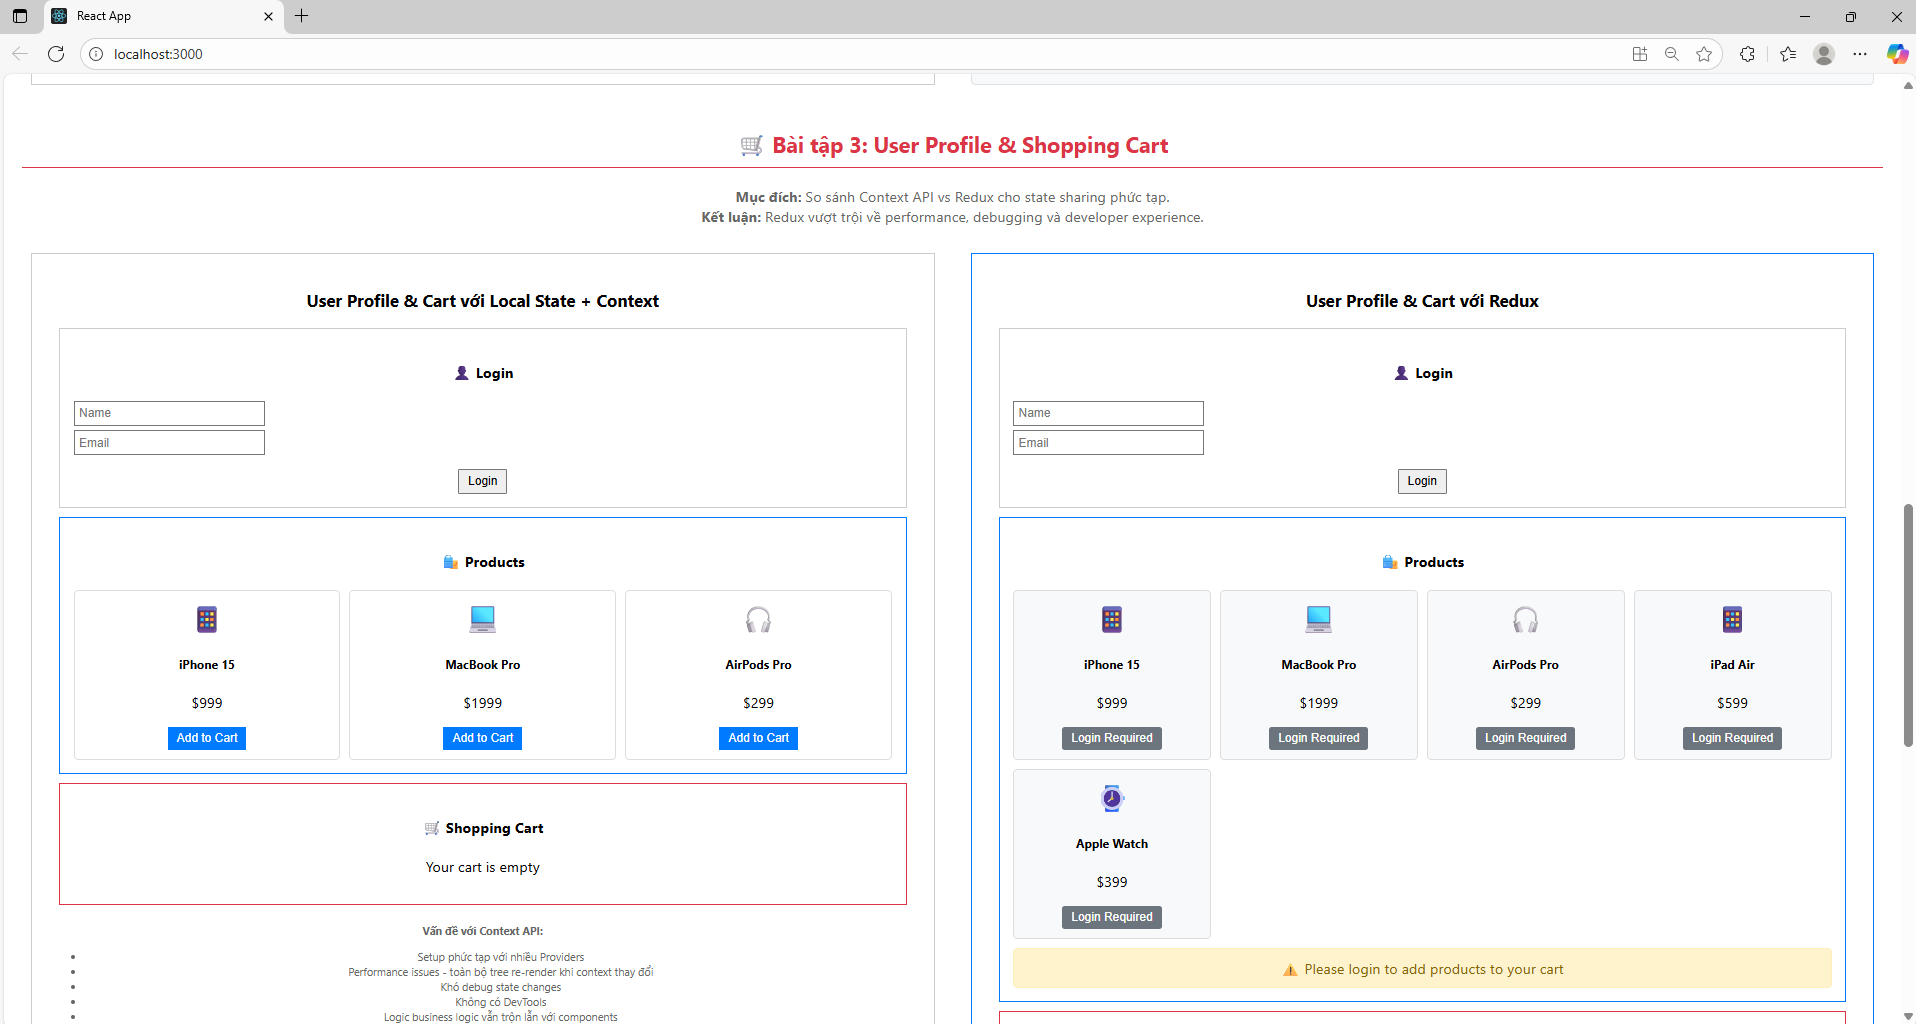 React App
localhost:3000
Bài tập 3: User Profile & Shopping Cart
Mục đích: So sánh Context API vs Redux cho state sharing phức tạp.
Kết luận: Redux vượt trội về performance, debugging và developer experience.
User Profile & Cart với Local State + Context
Login
Name
Email
Login
Products
iPhone 15
$999
Add to Cart
MacBook Pro
$1999
Add to Cart
AirPods Pro
$299
Add to Cart
Shopping Cart
Your cart is empty
Vấn đề với Context API:
Setup phức tạp với nhiều Providers
Performance issues - toàn bộ tree re-render khi context thay đổi
Khó debug state changes
Không có DevTools
Logic business logic vẫn trộn lẫn với components
User Profile & Cart với Redux
Login
Name
Email
Login
Products
iPhone 15
$999
Login Required
MacBook Pro
$1999
Login Required
AirPods Pro
$299
Login Required
iPad Air
$599
Login Required
Apple Watch
$399
Login Required
Please login to add products to your cart